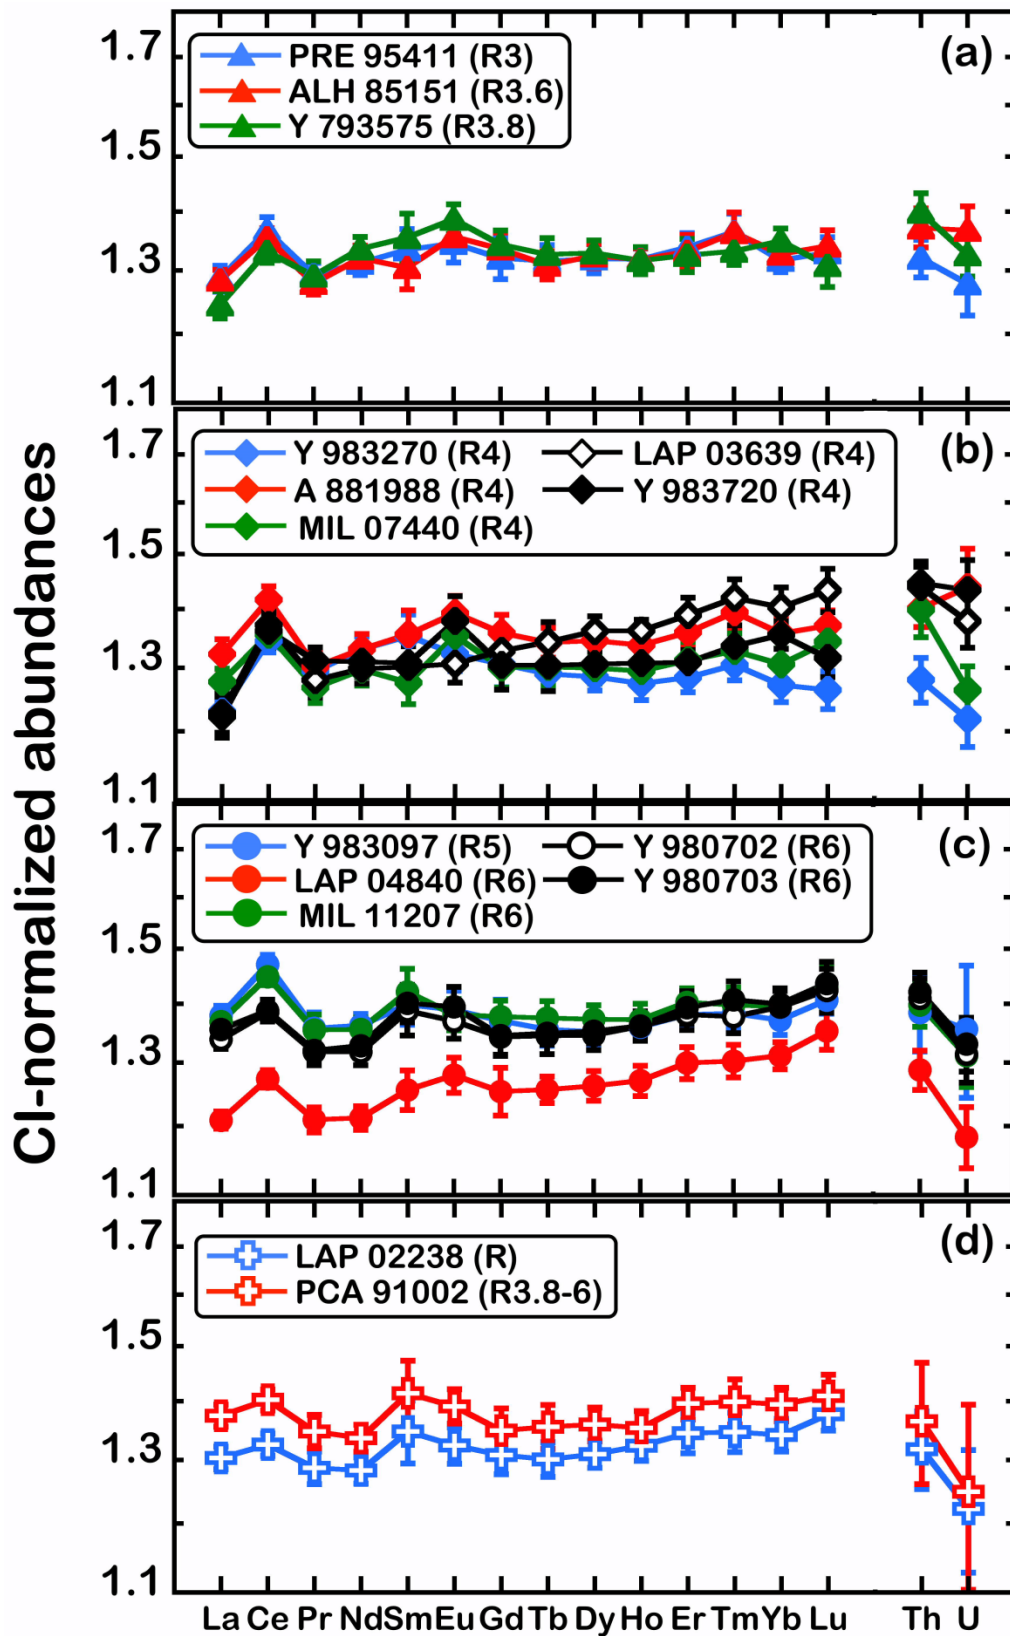 CI-normalized abundances
(a)
1.7
1.5
1.3
1.1
PRE 95411 (R3)
ALH 85151 (R3.6)
Y 793575 (R3.8)
(b)
1.7
1.5
1.3
1.1
Y 983270 (R4)
A 881988 (R4)
MIL 07440 (R4)
LAP 03639 (R4)
Y 983720 (R4)
(c)
1.7
1.5
1.3
1.1
Y 983097 (R5)
LAP 04840 (R6)
MIL 11207 (R6)
Y 980702 (R6)
Y 980703 (R6)
(d)
1.7
1.5
1.3
1.1
LAP 02238 (R)
PCA 91002 (R3.8-6)
La Ce Pr Nd Sm Eu Gd Tb Dy Ho Er Tm Yb Lu Th U